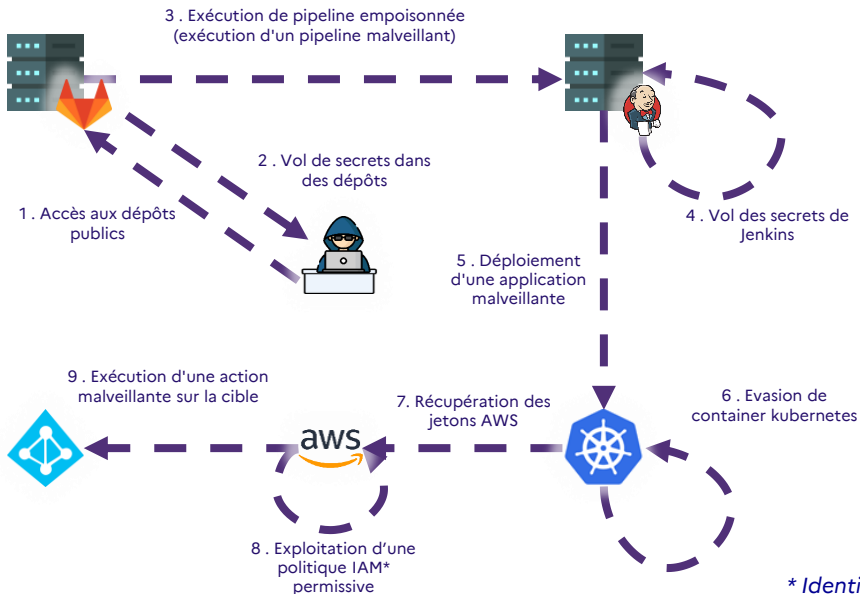 3 . Exécution de pipeline empoisonnée
(exécution d'un pipeline malveillant)
2 . Vol de secrets dans
des dépôts
1 . Accès aux dépôts
publics
4 . Vol des secrets de
Jenkins
5 . Déploiement
d'une application
malveillante
9 . Exécution d'une action
malveillante sur la cible
7. Récupération des
jetons AWS
6 . Evasion de
container kubernetes
aws
8 . Exploitation d’une
politique IAM*
permissive
* Identi